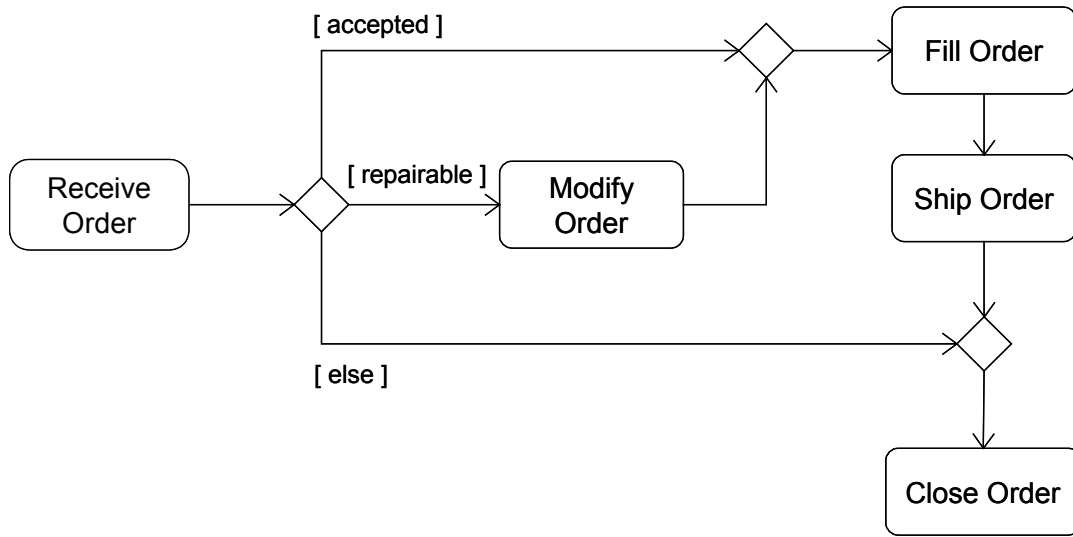 [ accepted ]
Fill Order
[ repairable ]
Receive
Order
Modify
Order
Ship Order
[ else ]
Close Order